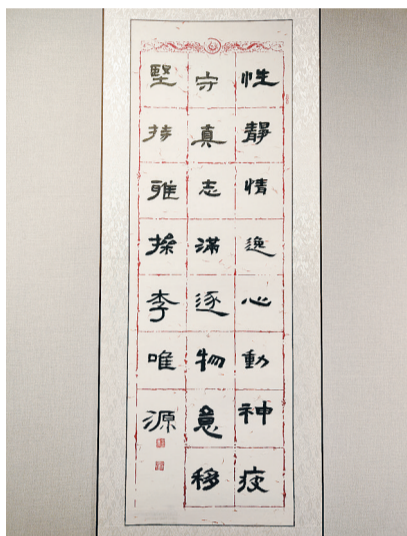 性靜情逸心動神疲
守真志滿逐物意移
堅持雅操李唯源